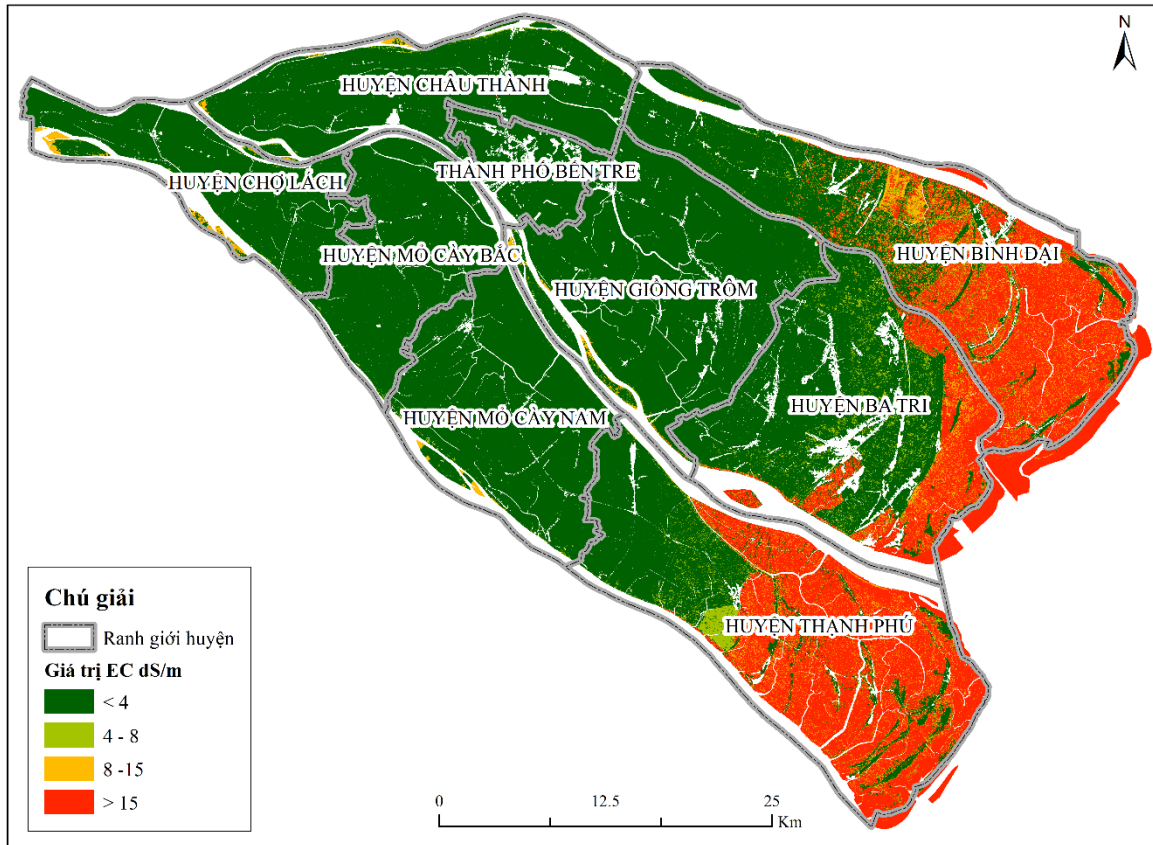 N
HUYỆN CHÂU THÀNH
THÀNH PHỐ BẾN TRE
HUYỆN CHỢ LÁCH
HUYỆN MỎ CÀY BẮC
HUYỆN BÌNH ĐẠI
HUYỆN GIỒNG TRÔM
HUYỆN BA TRI
HUYỆN MỎ CÀY NAM
HUYỆN THẠNH PHÚ
Chú giải
Ranh giới huyện
Giá trị EC dS/m
< 4
4 - 8
8 -15
> 15
0 12.5 25
Km